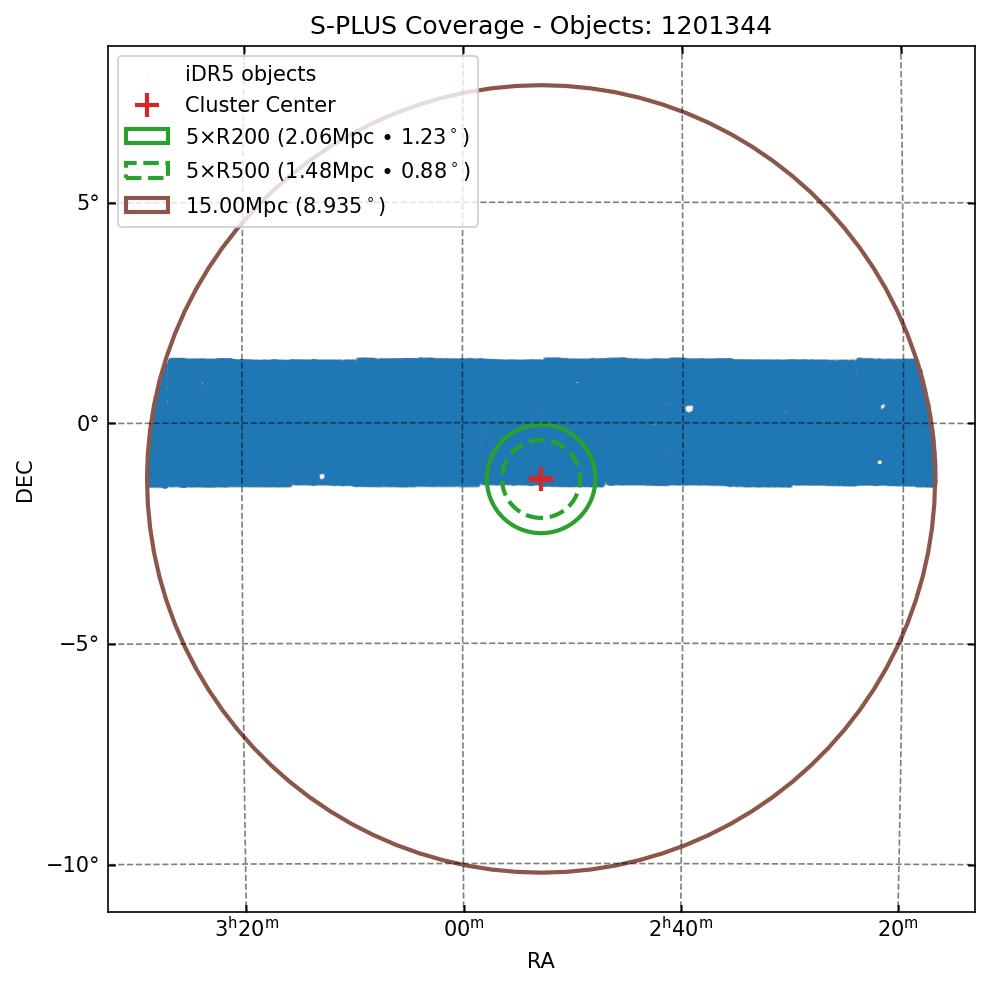 S-PLUS Coverage - Objects: 1201344
iDR5 objects
Cluster Center
5×R200 (2.06Mpc • 1.23°)
5×R500 (1.48Mpc • 0.88°)
15.00Mpc (8.935°)
5°
0°
−5°
−10°
DEC
3h20m
00m
2h40m
20m
RA